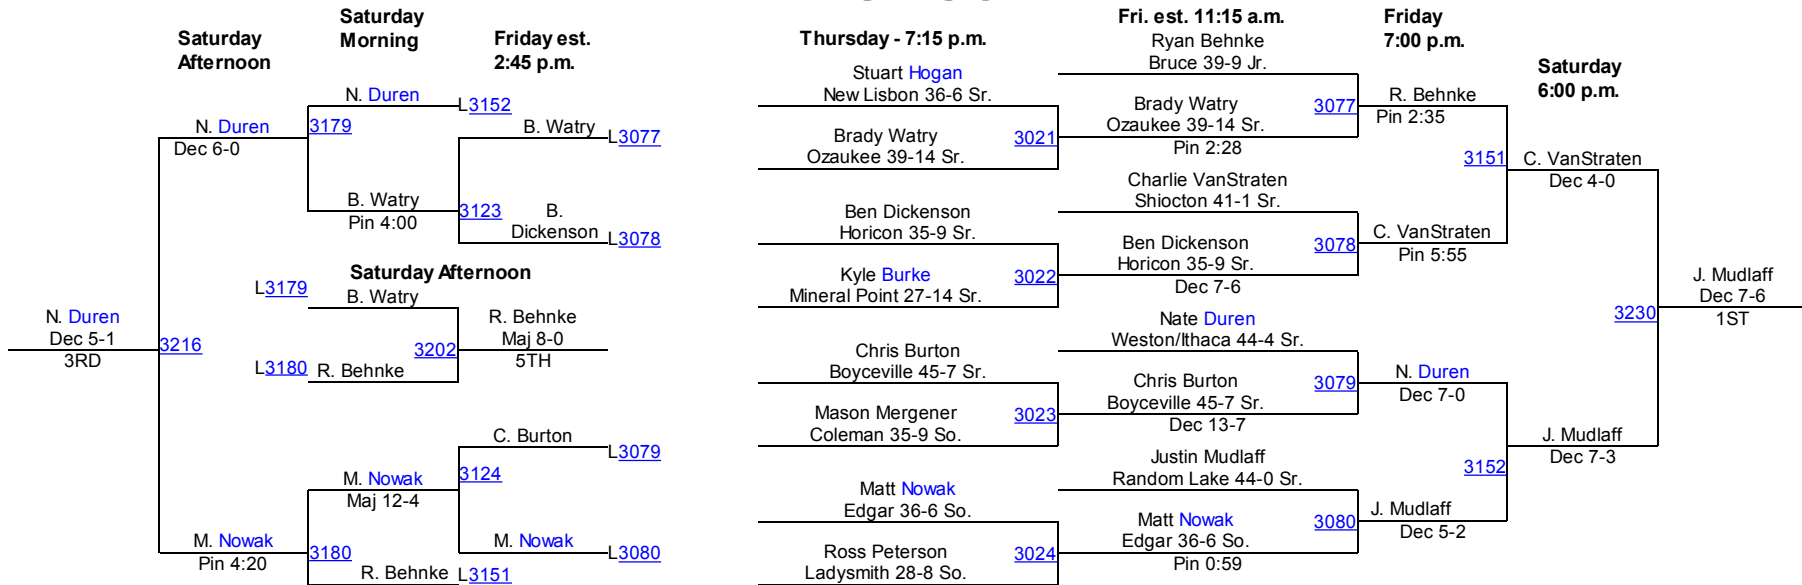 Saturday
Afternoon
Saturday
Morning
Friday est.
2:45 p.m.
N. Duren
L3152
N. Duren
3179
Dec 6-0
B. Watry
L3077
B. Watry
3123
Pin 4:00
B.
Dickenson
L3078
Saturday Afternoon
L3179
B. Watry
N. Duren
Dec 5-1
3RD
3216
R. Behnke
Maj 8-0
5TH
3202
L3180
R. Behnke
C. Burton
L3079
M. Nowak
3124
Maj 12-4
M. Nowak
3180
Pin 4:20
M. Nowak
L3080
R. Behnke
L3151
Thursday - 7:15 p.m.
Fri. est. 11:15 a.m.
Friday
7:00 p.m.
Saturday
6:00 p.m.
Stuart Hogan
New Lisbon 36-6 Sr.
Brady Watry
Ozaukee 39-14 Sr.
3021
Ben Dickenson
Horicon 35-9 Sr.
Kyle Burke
Mineral Point 27-14 Sr.
3022
Chris Burton
Boyceville 45-7 Sr.
Mason Mergener
Coleman 35-9 So.
3023
Matt Nowak
Edgar 36-6 So.
Ross Peterson
Ladysmith 28-8 So.
3024
Ryan Behnke
Bruce 39-9 Jr.
Brady Watry
Ozaukee 39-14 Sr.
Pin 2:28
3077
Charlie VanStraten
Shiocton 41-1 Sr.
Ben Dickenson
Horicon 35-9 Sr.
Dec 7-6
3078
Nate Duren
Weston/Ithaca 44-4 Sr.
Chris Burton
Boyceville 45-7 Sr.
Dec 13-7
3079
Justin Mudlaff
Random Lake 44-0 Sr.
Matt Nowak
Edgar 36-6 So.
Pin 0:59
3080
R. Behnke
Pin 2:35
3151
C. VanStraten
Pin 5:55
N. Duren
Dec 7-0
3152
J. Mudlaff
Dec 5-2
C. VanStraten
Dec 4-0
3230
J. Mudlaff
Dec 7-3
J. Mudlaff
Dec 7-6
1ST